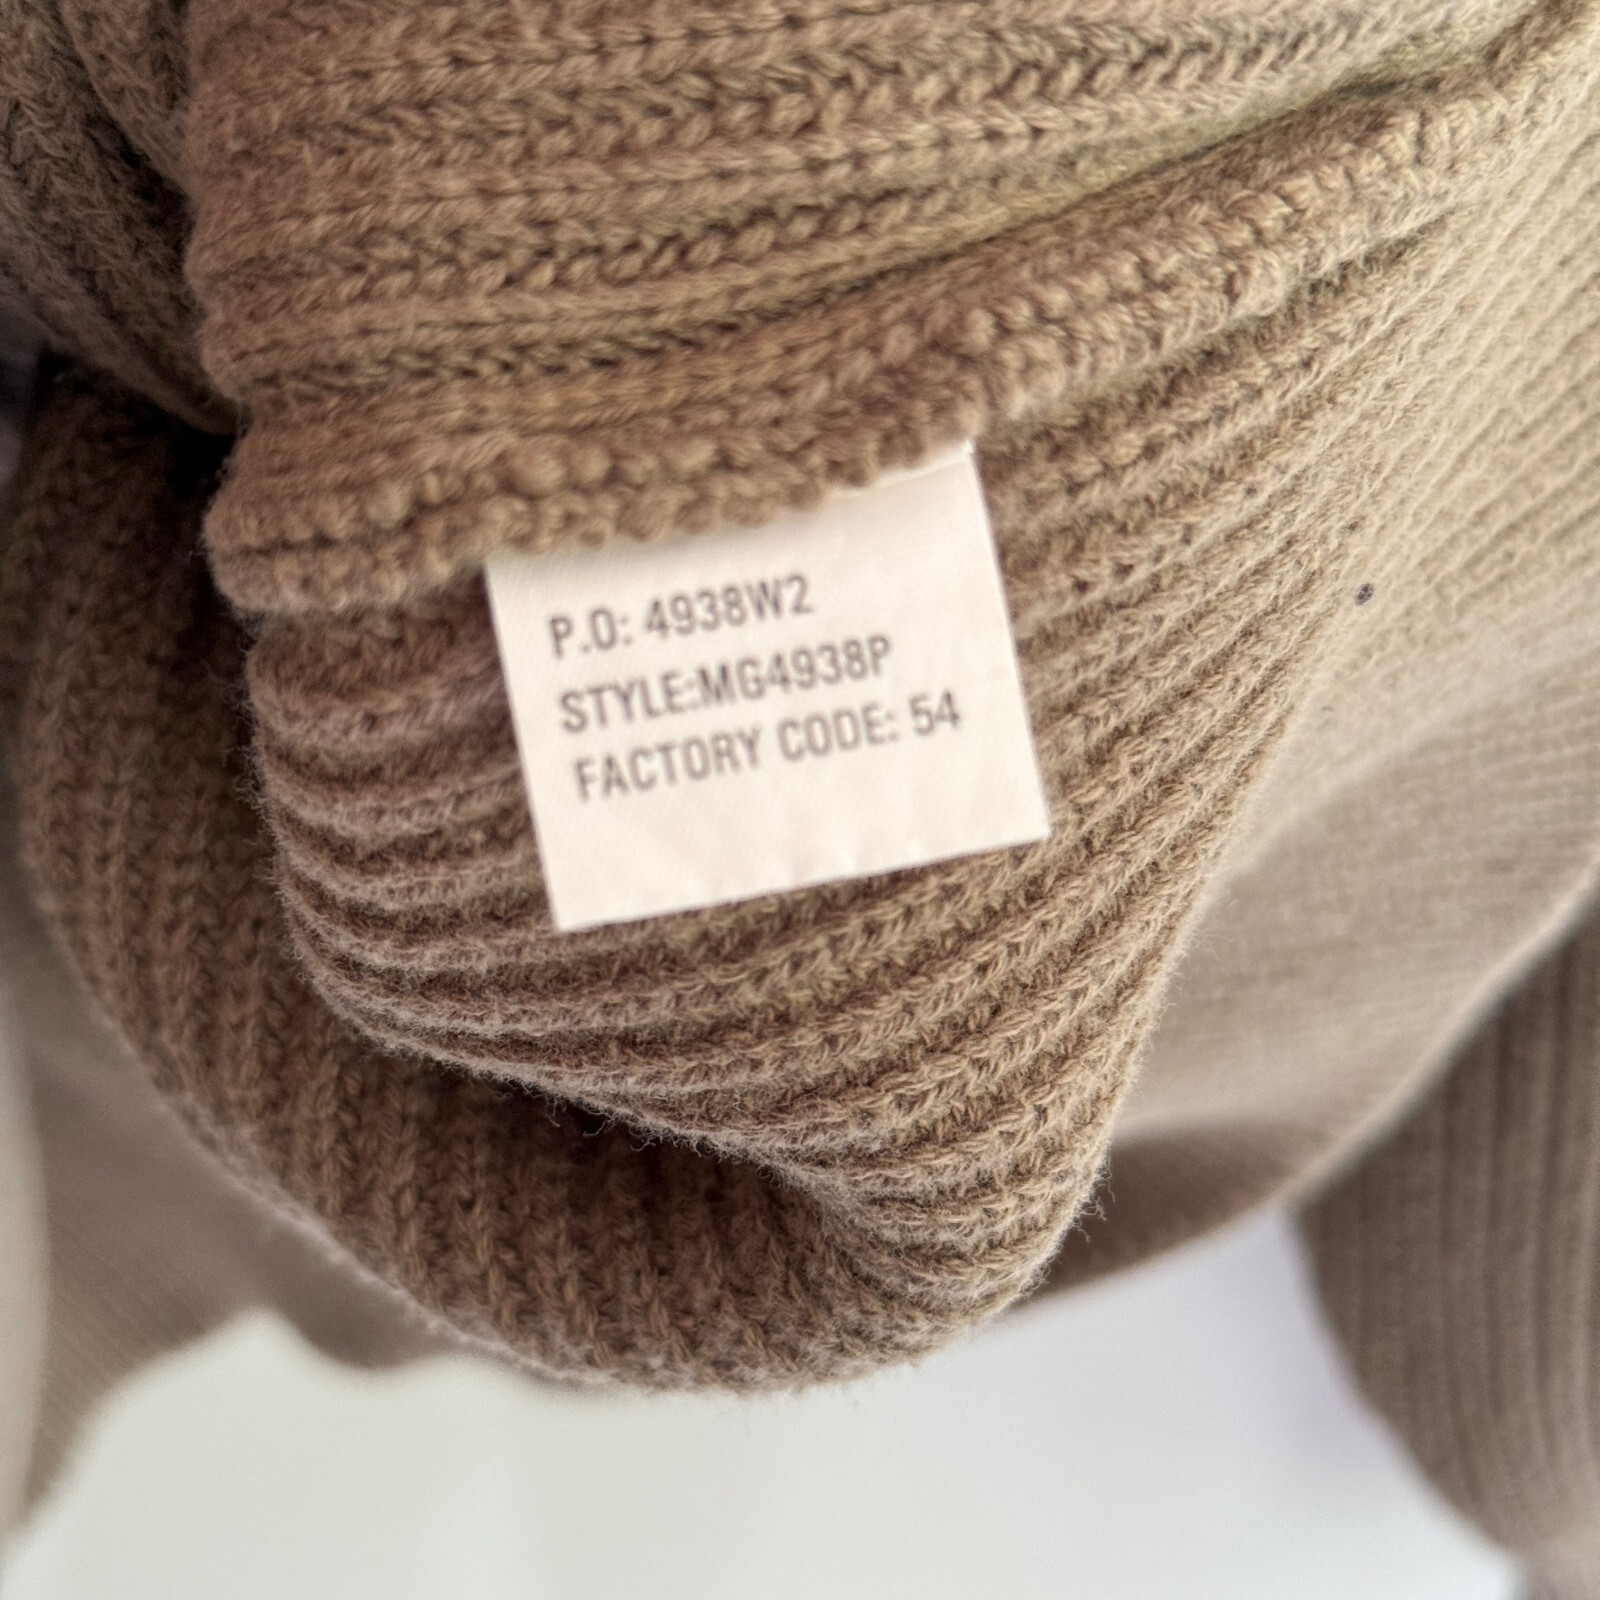 P.O: 4938W2
STYLE:MG4938P
FACTORY CODE: 54